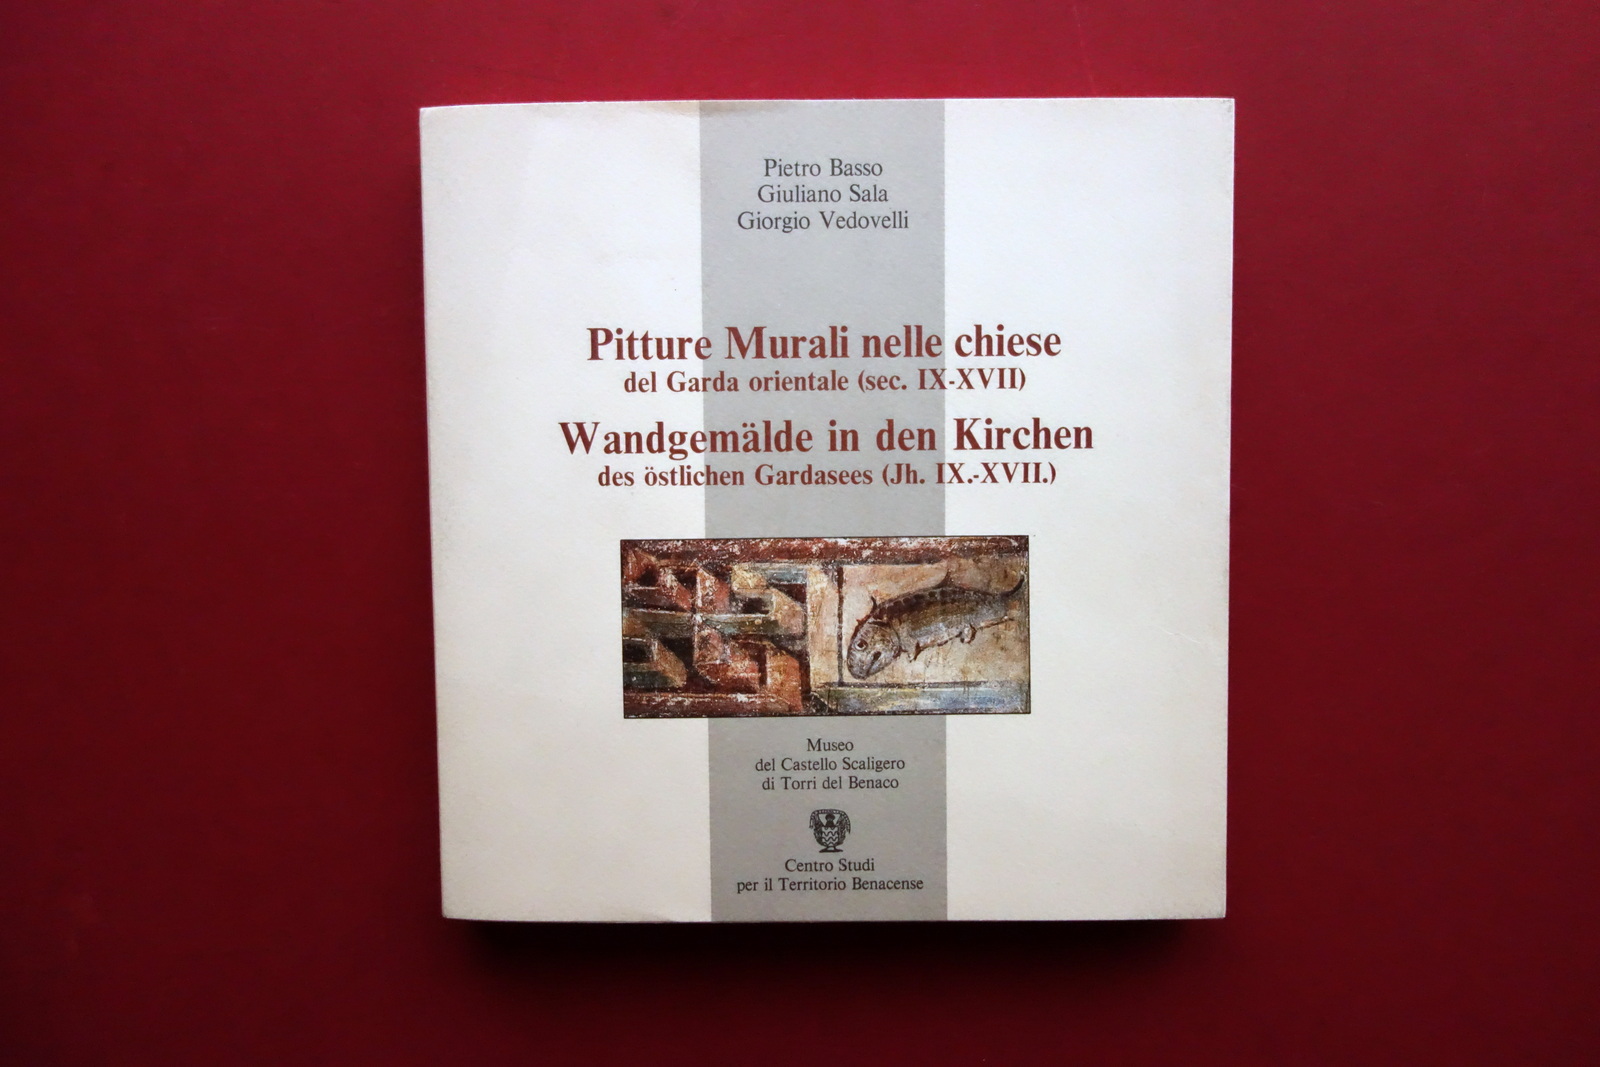 Pietro Basso
Giuliano Sala
Giorgio Vedovelli
Pitture Murali nelle chiese
del Garda orientale (sec. IX-XVII)
Wandgemälde in den Kirchen
des östlichen Gardasees (Jh. IX.-XVII.)
Museo
del Castello Scaligero
di Torri del Benaco
Centro Studi
per il Territorio Benacense